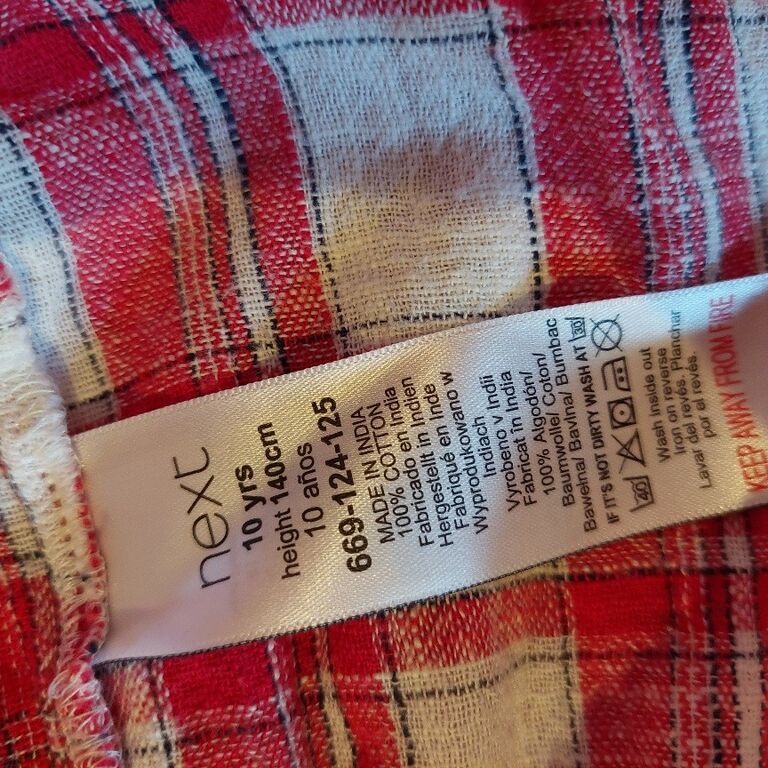 next
10 yrs
height 140cm
10 años
669-124-125
MADE IN INDIA
100% COTTON
Fabricado en India
Hergestellt in Indien
Fabriqué en Inde
Wyprodukowano w
Indiach
Vyrobeno v Indii
Fabricat în India
100% Algodón/
Baumwolle/ Coton/
Bawełna/ Bavlna/ Bumbac
IF IT'S NOT DIRTY WASH AT 30
40
Wash inside out
Iron on reverse
Lavar del revés. Planchar
por el revés.
KEEP AWAY FROM FIRE